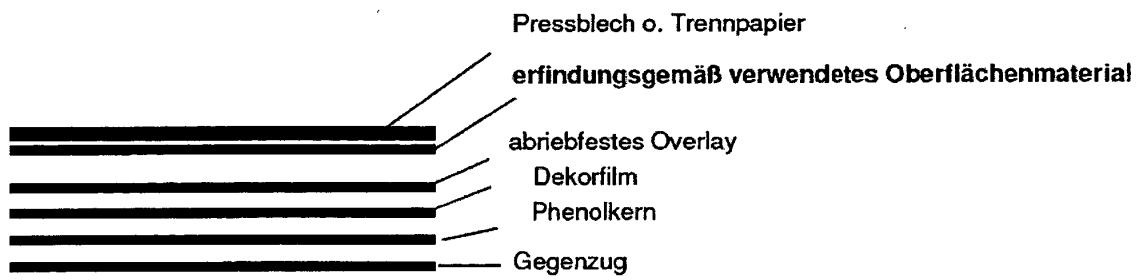 Pressblech o. Trennpapier
erfindungsgemäß verwendetes Oberflächenmaterial
abriebfestes Overlay
Dekorfilm
Phenolkern
Gegenzug